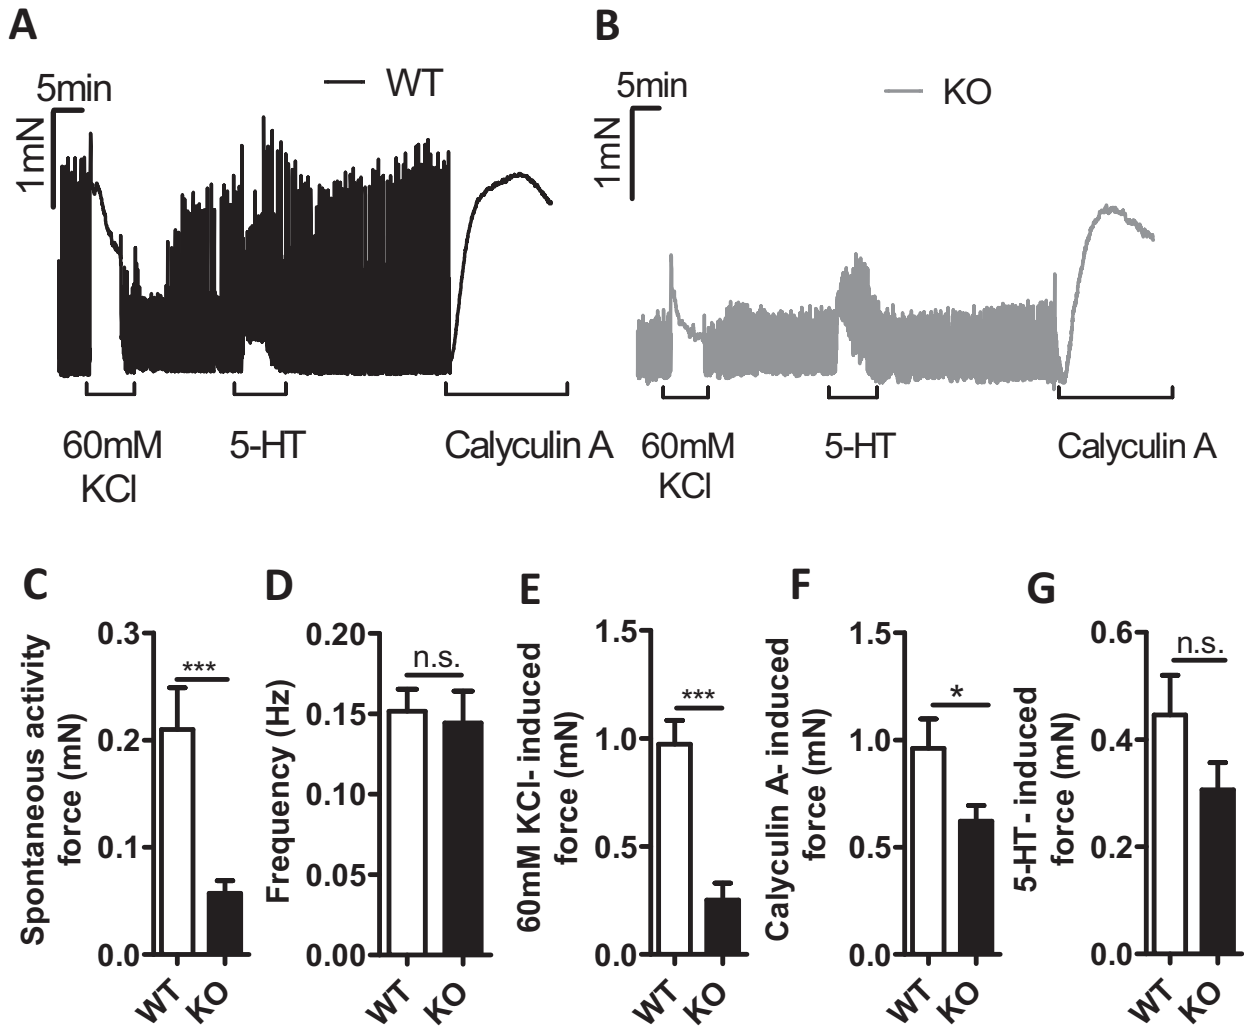 A
B
5min
WT
1mN
5min
KO
1mN
60mM
KCl
5-HT
Calyculin A
60mM
KCl
5-HT
Calyculin A
C
Spontaneous activity
force (mN)
0.3
0.2
0.1
0.0
***
WT
KO
D
Frequency (Hz)
0.20
0.15
0.10
0.05
0.00
n.s.
WT
KO
E
60mM KCl- induced
force (mN)
1.5
1.0
0.5
0.0
***
WT
KO
F
Calyculin A- induced
force (mN)
1.5
1.0
0.5
0.0
*
WT
KO
G
5-HT - induced
force (mN)
0.6
0.4
0.2
0.0
n.s.
WT
KO